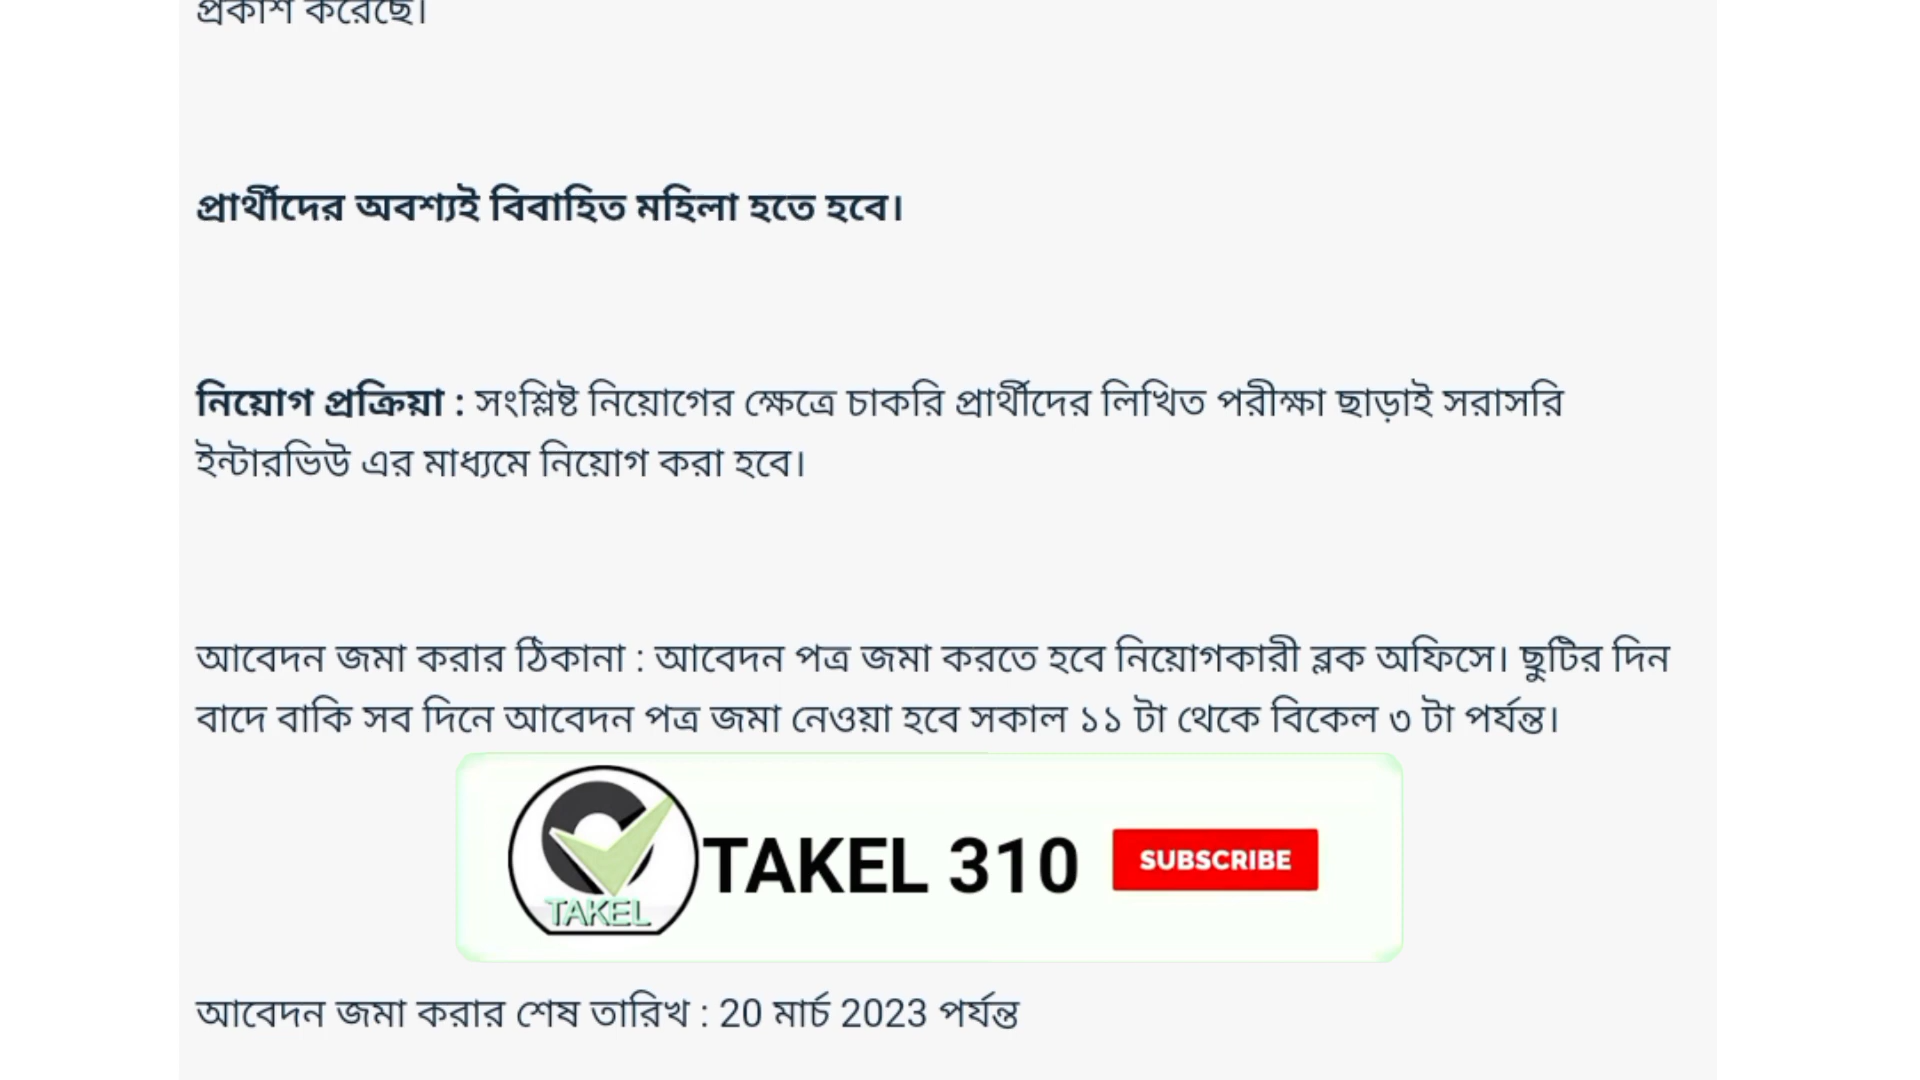 প্রকাশ করেছে।
প্রার্থীদের অবশ্যই বিবাহিত মহিলা হতে হবে।
নিয়োগ প্রক্রিয়া : সংশ্লিষ্ট নিয়োগের ক্ষেত্রে চাকরি প্রার্থীদের লিখিত পরীক্ষা ছাড়াই সরাসরি
ইন্টারভিউ এর মাধ্যমে নিয়োগ করা হবে।
আবেদন জমা করার ঠিকানা : আবেদন পত্র জমা করতে হবে নিয়োগকারী ব্লক অফিসে। ছুটির দিন
বাদে বাকি সব দিনে আবেদন পত্র জমা নেওয়া হবে সকাল ১১ টা থেকে বিকেল ৩ টা পর্যন্ত।
TAKEL
TAKEL 310
SUBSCRIBE
আবেদন জমা করার শেষ তারিখ : 20 মার্চ 2023 পর্যন্ত